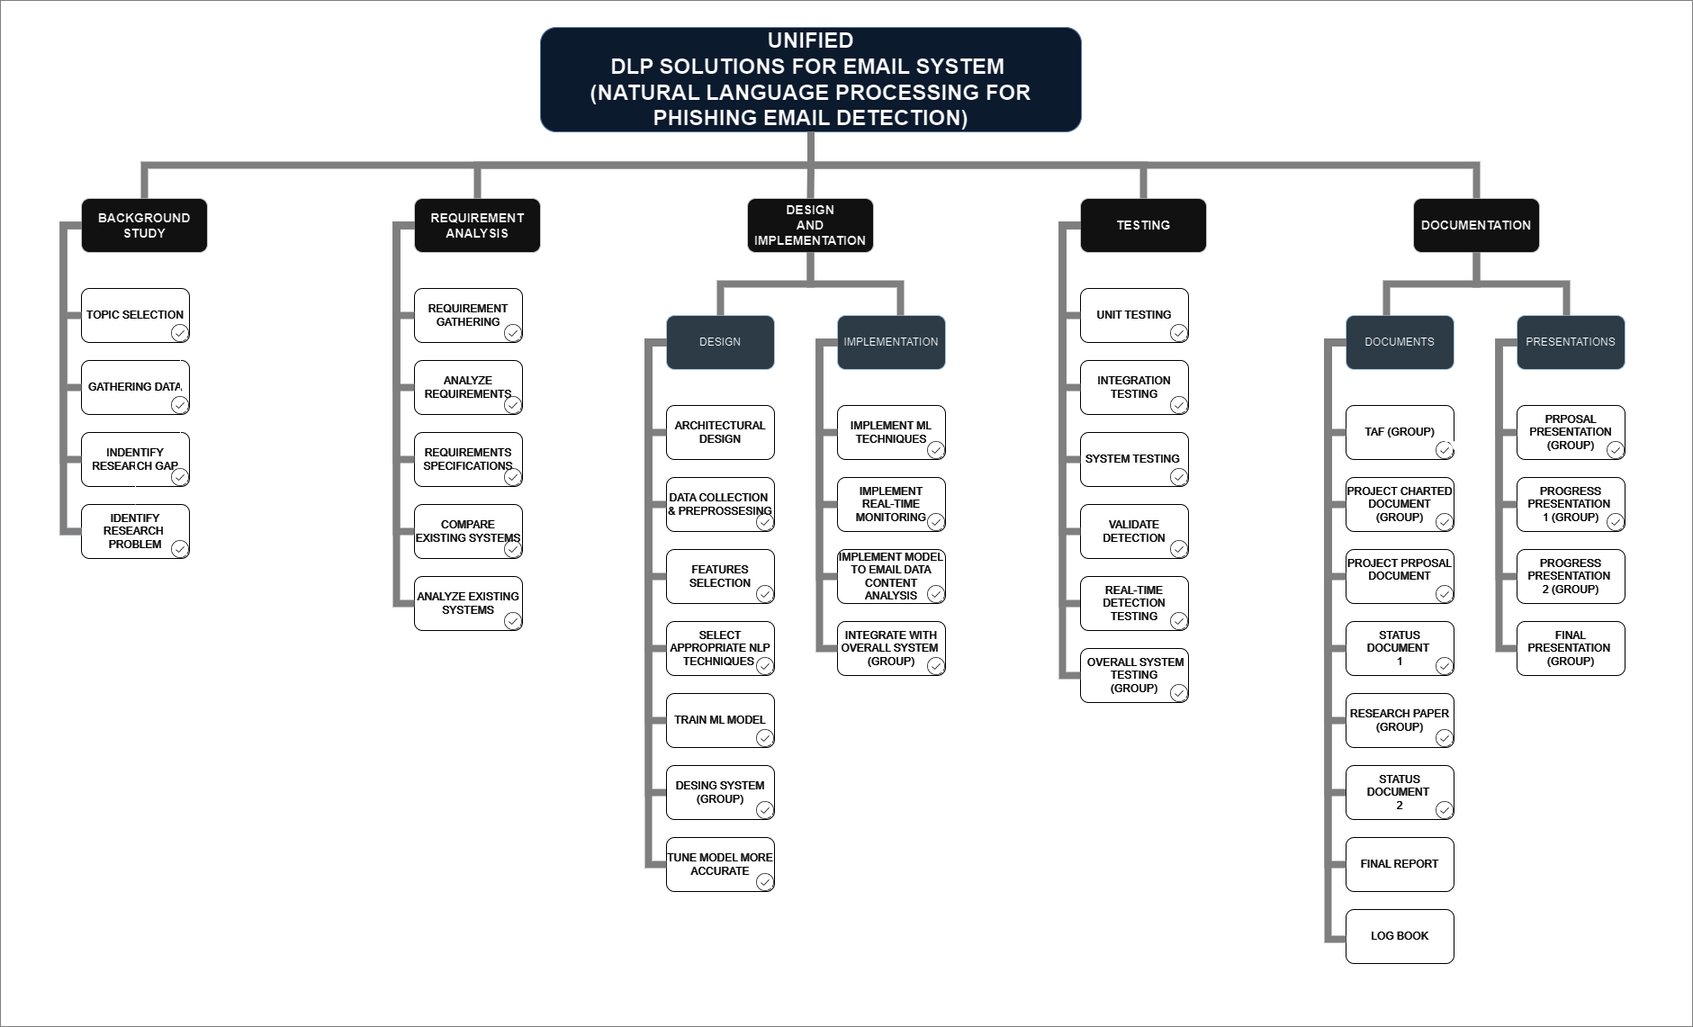 UNIFIED
DLP SOLUTIONS FOR EMAIL SYSTEM
(NATURAL LANGUAGE PROCESSING FOR
PHISHING EMAIL DETECTION)
BACKGROUND
STUDY
TOPIC SELECTION
GATHERING DATA
INDENTIFY
RESEARCH GAP
IDENTIFY
RESEARCH
PROBLEM
REQUIREMENT
ANALYSIS
REQUIREMENT
GATHERING
ANALYZE
REQUIREMENTS
REQUIREMENTS
SPECIFICATIONS
COMPARE
EXISTING SYSTEMS
ANALYZE EXISTING
SYSTEMS
DESIGN
AND
IMPLEMENTATION
DESIGN
ARCHITECTURAL
DESIGN
DATA COLLECTION
& PREPROSSESING
FEATURES
SELECTION
SELECT
APPROPRIATE NLP
TECHNIQUES
TRAIN ML MODEL
DESING SYSTEM
(GROUP)
TUNE MODEL MORE
ACCURATE
IMPLEMENTATION
IMPLEMENT ML
TECHNIQUES
IMPLEMENT
REAL-TIME
MONITORING
IMPLEMENT MODEL
TO EMAIL DATA
CONTENT
ANALYSIS
INTEGRATE WITH
OVERALL SYSTEM
(GROUP)
TESTING
UNIT TESTING
INTEGRATION
TESTING
SYSTEM TESTING
VALIDATE
DETECTION
REAL-TIME
DETECTION
TESTING
OVERALL SYSTEM
TESTING
(GROUP)
DOCUMENTATION
DOCUMENTS
TAF (GROUP)
PROJECT CHARTED
DOCUMENT
(GROUP)
PROJECT PRPOSAL
DOCUMENT
STATUS
DOCUMENT
1
RESEARCH PAPER
(GROUP)
STATUS
DOCUMENT
2
FINAL REPORT
LOG BOOK
PRESENTATIONS
PRPOSAL
PRESENTATION
(GROUP)
PROGRESS
PRESENTATION
1 (GROUP)
PROGRESS
PRESENTATION
2 (GROUP)
FINAL
PRESENTATION
(GROUP)